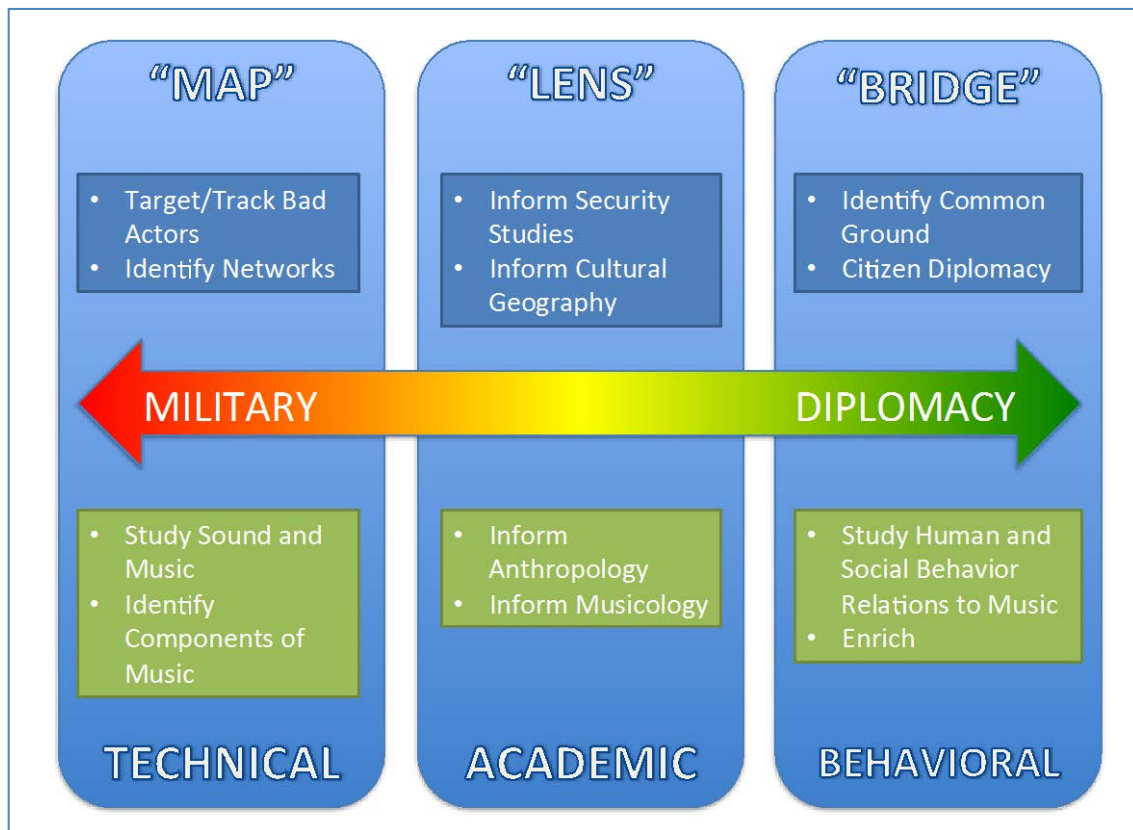 “MAP”
• Target/Track Bad
Actors
• Identify Networks
“LENS”
• Inform Security
Studies
• Inform Cultural
Geography
“BRIDGE”
• Identify Common
Ground
• Citizen Diplomacy
MILITARY
DIPLOMACY
• Study Sound and
Music
• Identify
Components of
Music
TECHNICAL
• Inform
Anthropology
• Inform Musicology
ACADEMIC
• Study Human and
Social Behavior
Relations to Music
• Enrich
BEHAVIORAL